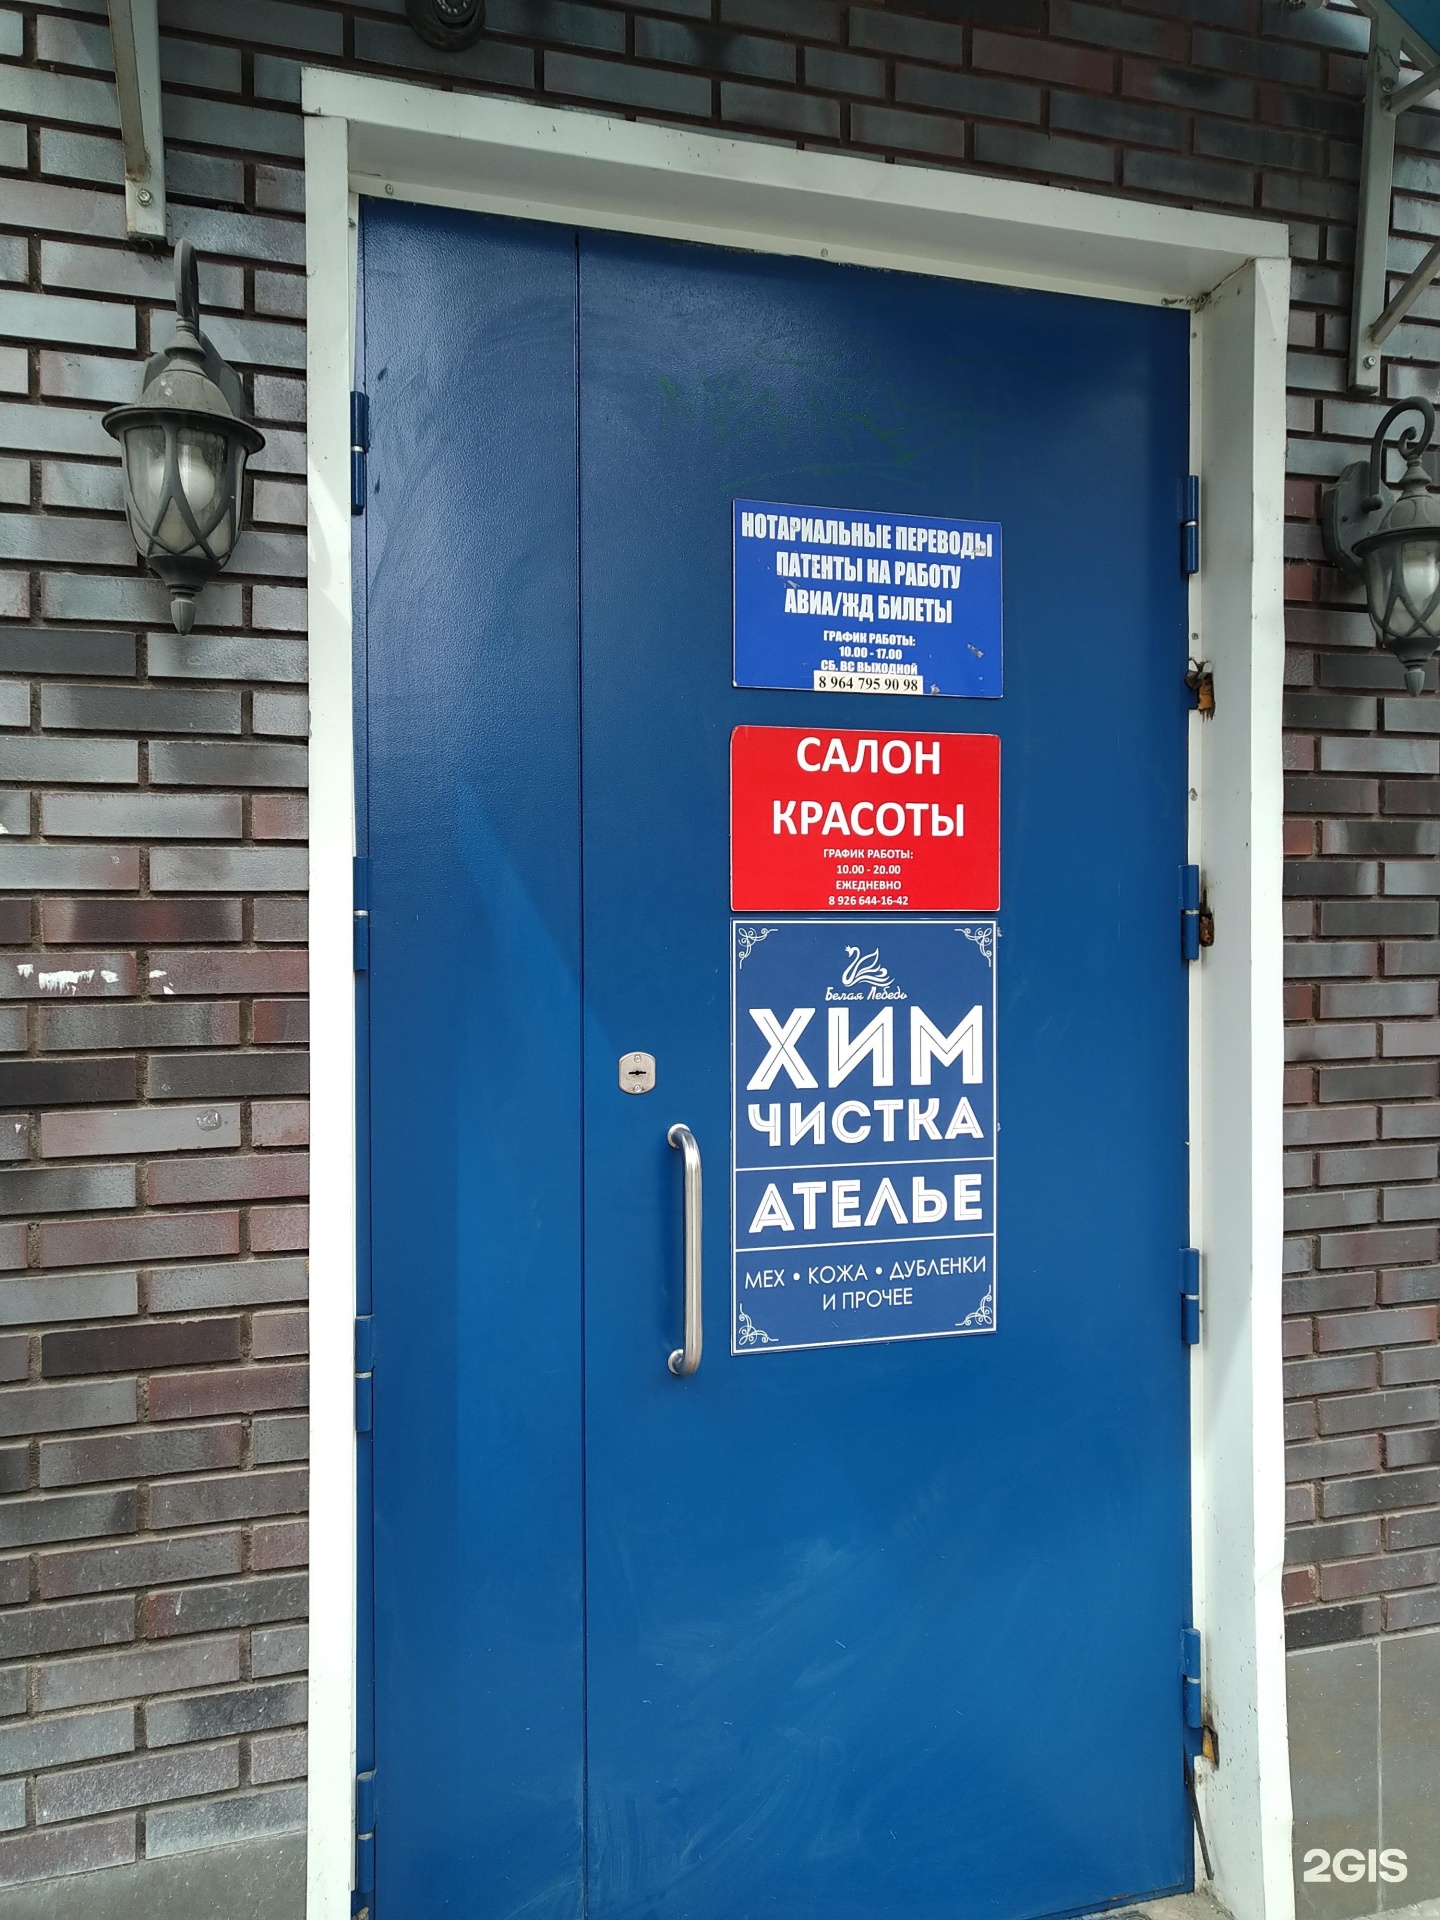 НОТАРИАЛЬНЫЕ ПЕРЕВОДЫ
ПАТЕНТЫ НА РАБОТУ
АВИА/ЖД БИЛЕТЫ
ГРАФИК РАБОТЫ:
10.00 - 17.00
СБ. ВС ВЫХОДНОЙ
8 964 795 90 98
САЛОН
КРАСОТЫ
ГРАФИК РАБОТЫ:
10.00 - 20.00
ЕЖЕДНЕВНО
8 926 644-16-42
Белая Лебедь
ХИМ
ЧИСТКА
АТЕЛЬЕ
МЕХ • КОЖА • ДУБЛЕНКИ
И ПРОЧЕЕ
2GIS